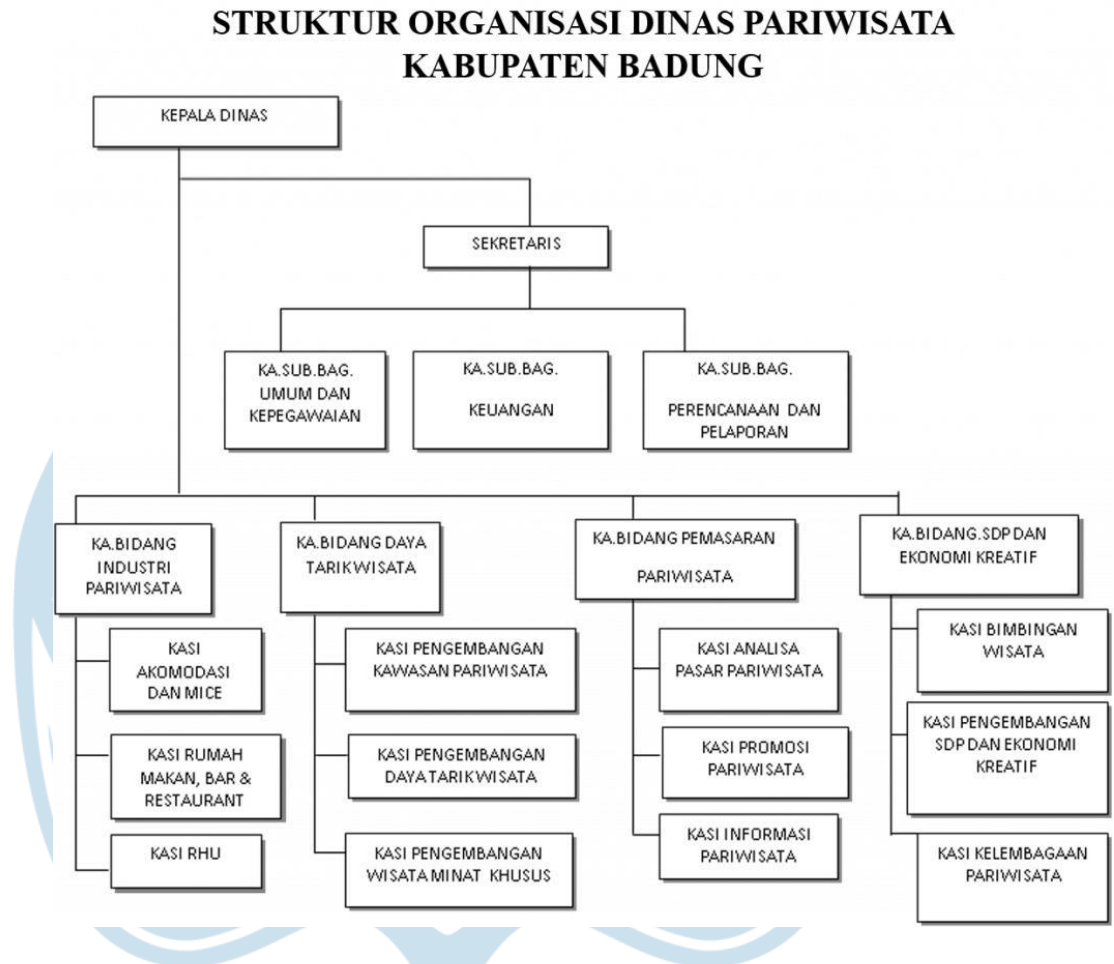 STRUKTUR ORGANISASI DINAS PARIWISATA
KABUPATEN BADUNG
KEPALA DINAS
SEKRETARIS
KA.SUB.BAG.
UMUM DAN
KEPEGAWAIAN
KA.SUB.BAG.
KEUANGAN
KA.SUB.BAG.
PERENCANAAN DAN
PELAPORAN
KA.BIDANG
INDUSTRI
PARIWISATA
KASI
AKOMODASI
DAN MICE
KASI RUMAH
MAKAN, BAR &
RESTAURANT
KASI RHU
KA.BIDANG DAYA
TARIK WISATA
KASI PENGEMBANGAN
KAWASAN PARIWISATA
KASI PENGEMBANGAN
DAYA TARIK WISATA
KASI PENGEMBANGAN
WISATA MINAT KHUSUS
KA.BIDANG PEMASARAN
PARIWISATA
KASI ANALISA
PASAR PARIWISATA
KASI PROMOSI
PARIWISATA
KASI INFORMASI
PARIWISATA
KA.BIDANG.SDP DAN
EKONOMI KREATIF
KASI BIMBINGAN
WISATA
KASI PENGEMBANGAN
SDP DAN EKONOMI
KREATIF
KASI KELEMBAGAAN
PARIWISATA